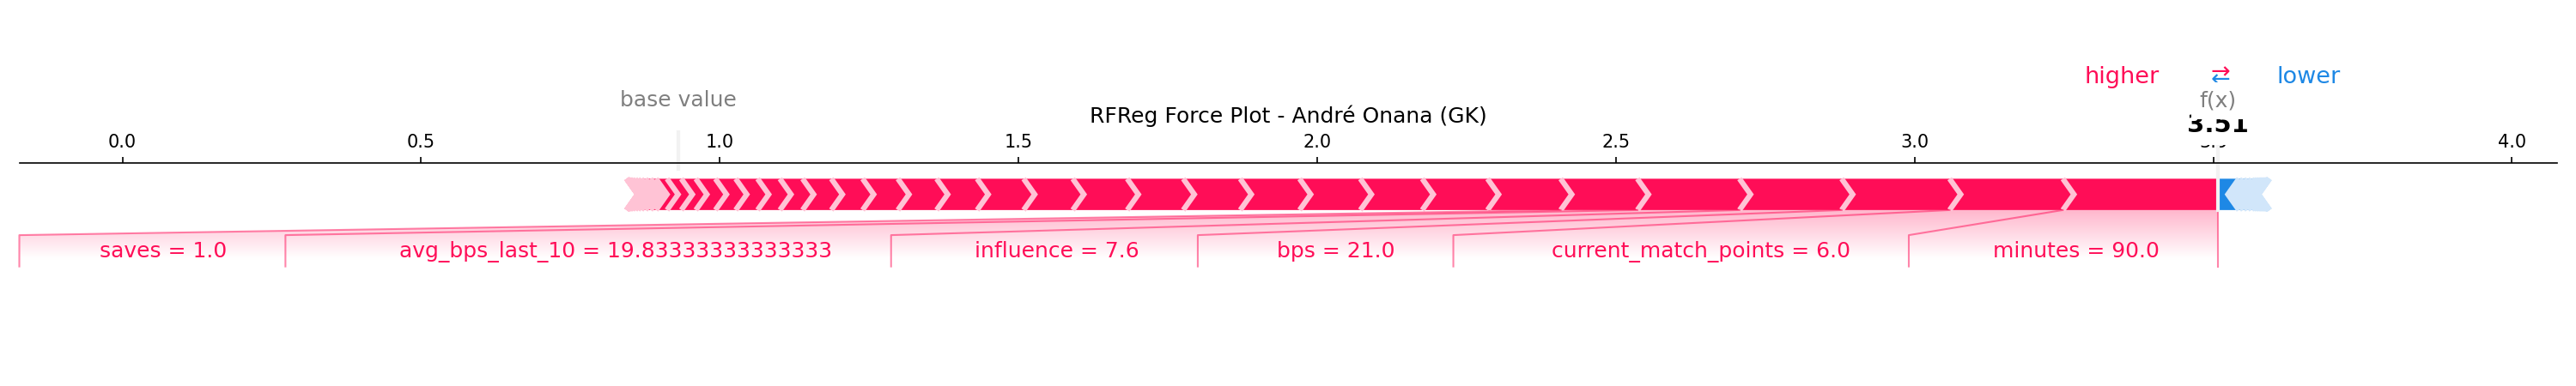 higher ⇄ lower
base value
f(x)
RFReg Force Plot - André Onana (GK)
3.51
0.0 0.5 1.0 1.5 2.0 2.5 3.0 4.0
saves = 1.0 avg_bps_last_10 = 19.83333333333333 influence = 7.6 bps = 21.0 current_match_points = 6.0 minutes = 90.0